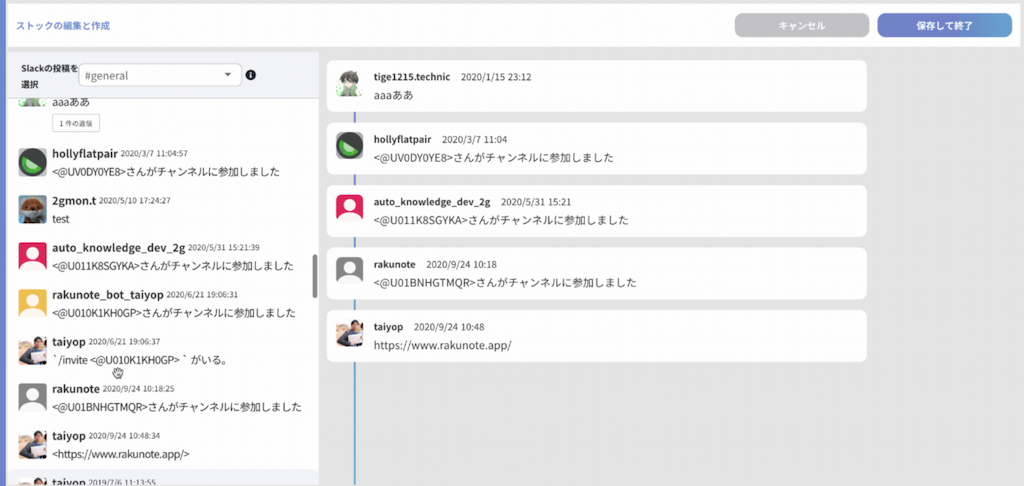 ストックの編集と作成
キャンセル
保存して終了
Slackの投稿を
選択
#general
aaaああ
1 件の返信
hollyflatpair 2020/3/7 11:04:57
<@UV0DY0YE8>さんがチャンネルに参加しました
2gmon.t 2020/5/10 17:24:27
test
auto_knowledge_dev_2g 2020/5/31 15:21:39
<@U011K8SGYKA>さんがチャンネルに参加しました
rakunote_bot_taiyop 2020/6/21 19:06:31
<@U010K1KH0GP>さんがチャンネルに参加しました
taiyop 2020/6/21 19:06:37
`/invite <@U010K1KH0GP> ` がいる。
rakunote 2020/9/24 10:18:25
<@U01BNHGTMQR>さんがチャンネルに参加しました
taiyop 2020/9/24 10:48:34
<https://www.rakunote.app/>
taiyop 2019/7/6 11:13:55
tige1215.technic 2020/1/15 23:12
aaaああ
hollyflatpair 2020/3/7 11:04
<@UV0DY0YE8>さんがチャンネルに参加しました
auto_knowledge_dev_2g 2020/5/31 15:21
<@U011K8SGYKA>さんがチャンネルに参加しました
rakunote 2020/9/24 10:18
<@U01BNHGTMQR>さんがチャンネルに参加しました
taiyop 2020/9/24 10:48
https://www.rakunote.app/